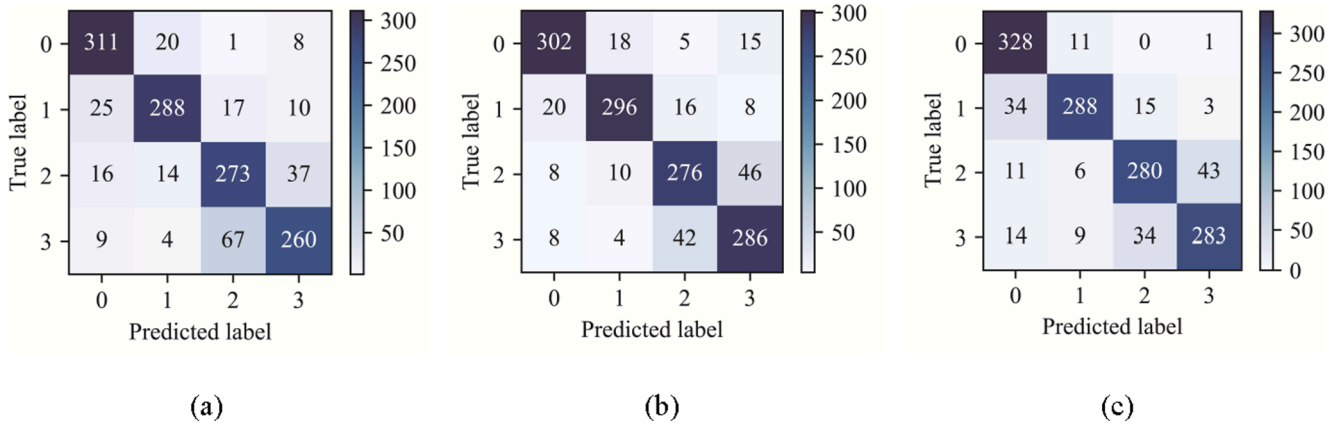 0 311 20 1 8
1 25 288 17 10
2 16 14 273 37
3 9 4 67 260
0 1 2 3
True label
Predicted label
300
250
200
150
100
50
(a)
0 302 18 5 15
1 20 296 16 8
2 8 10 276 46
3 8 4 42 286
0 1 2 3
True label
Predicted label
300
250
200
150
100
50
(b)
0 328 11 0 1
1 34 288 15 3
2 11 6 280 43
3 14 9 34 283
0 1 2 3
True label
Predicted label
300
250
200
150
100
50
0
(c)